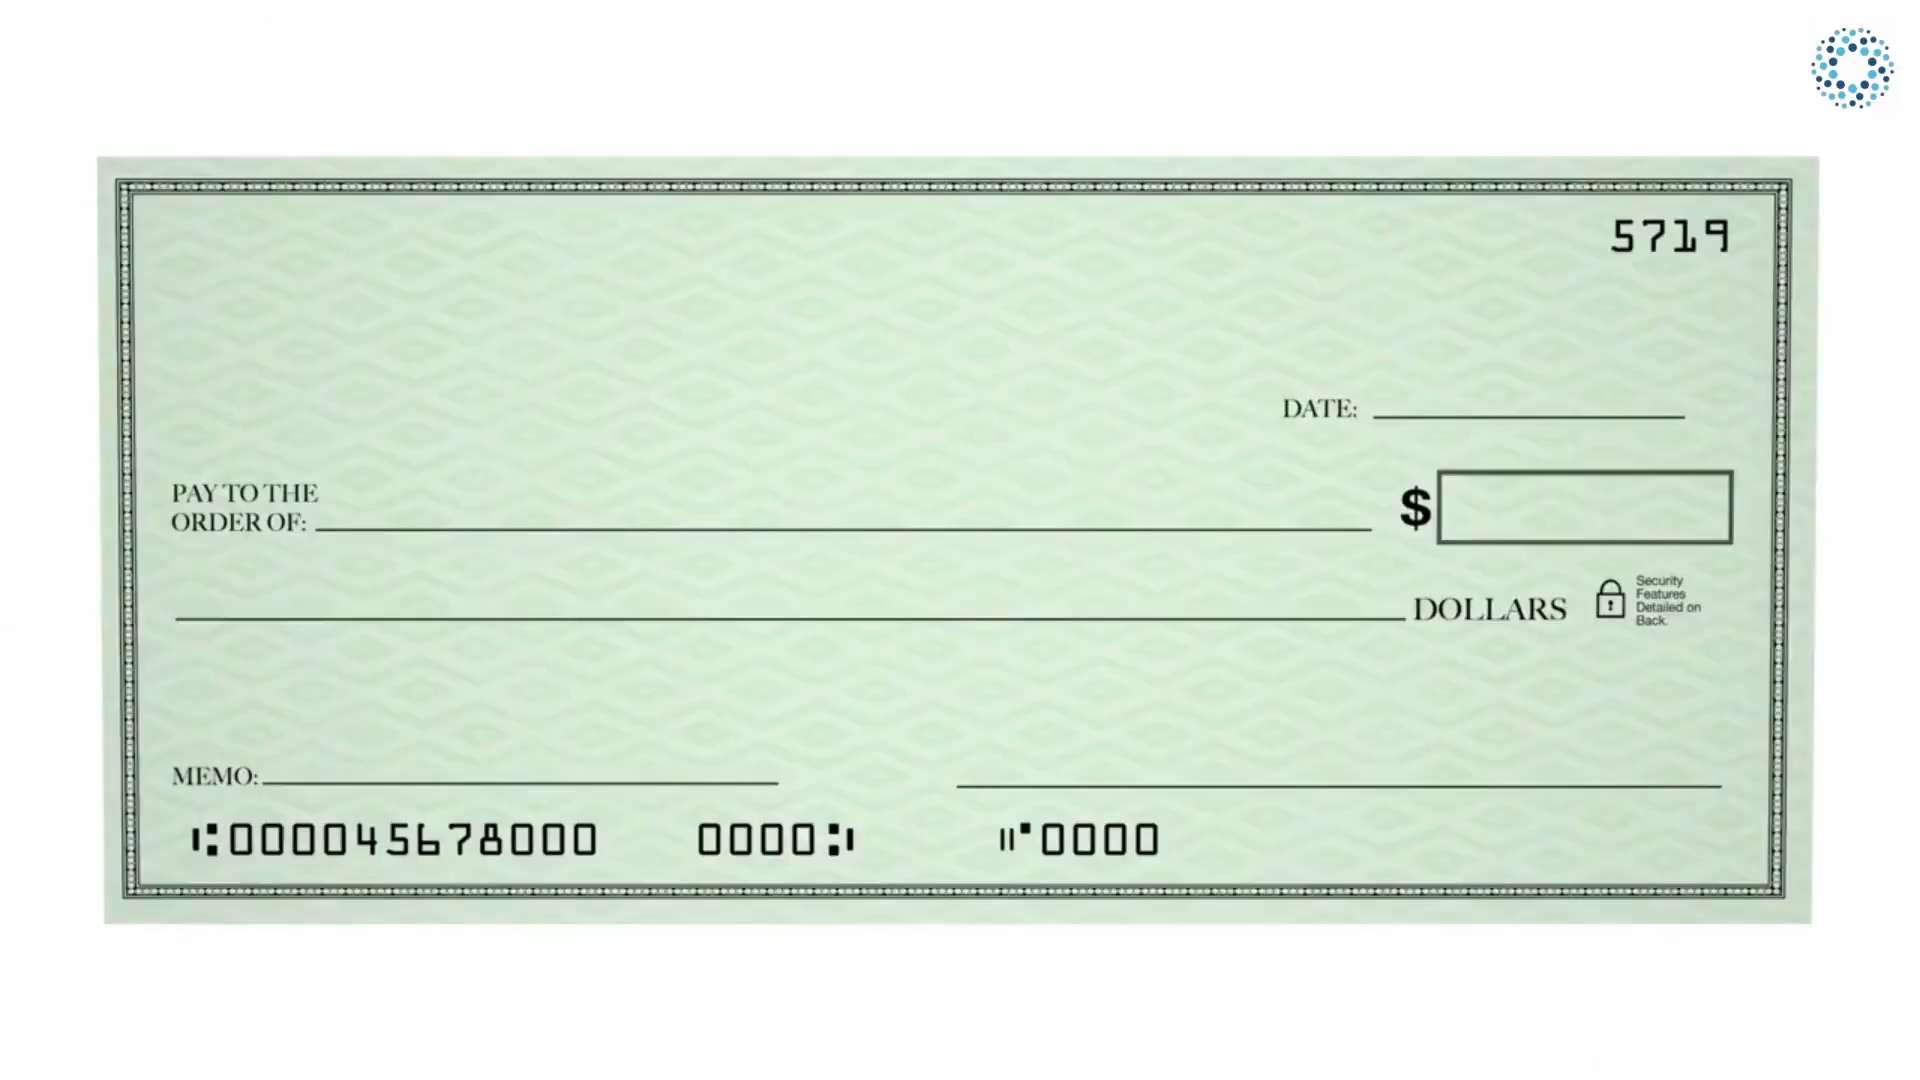 5719
DATE:
PAY TO THE
ORDER OF:
$
DOLLARS
Security
Features
Detailed on
Back.
MEMO:
⑆000045678000 0000⑆ ⑈0000